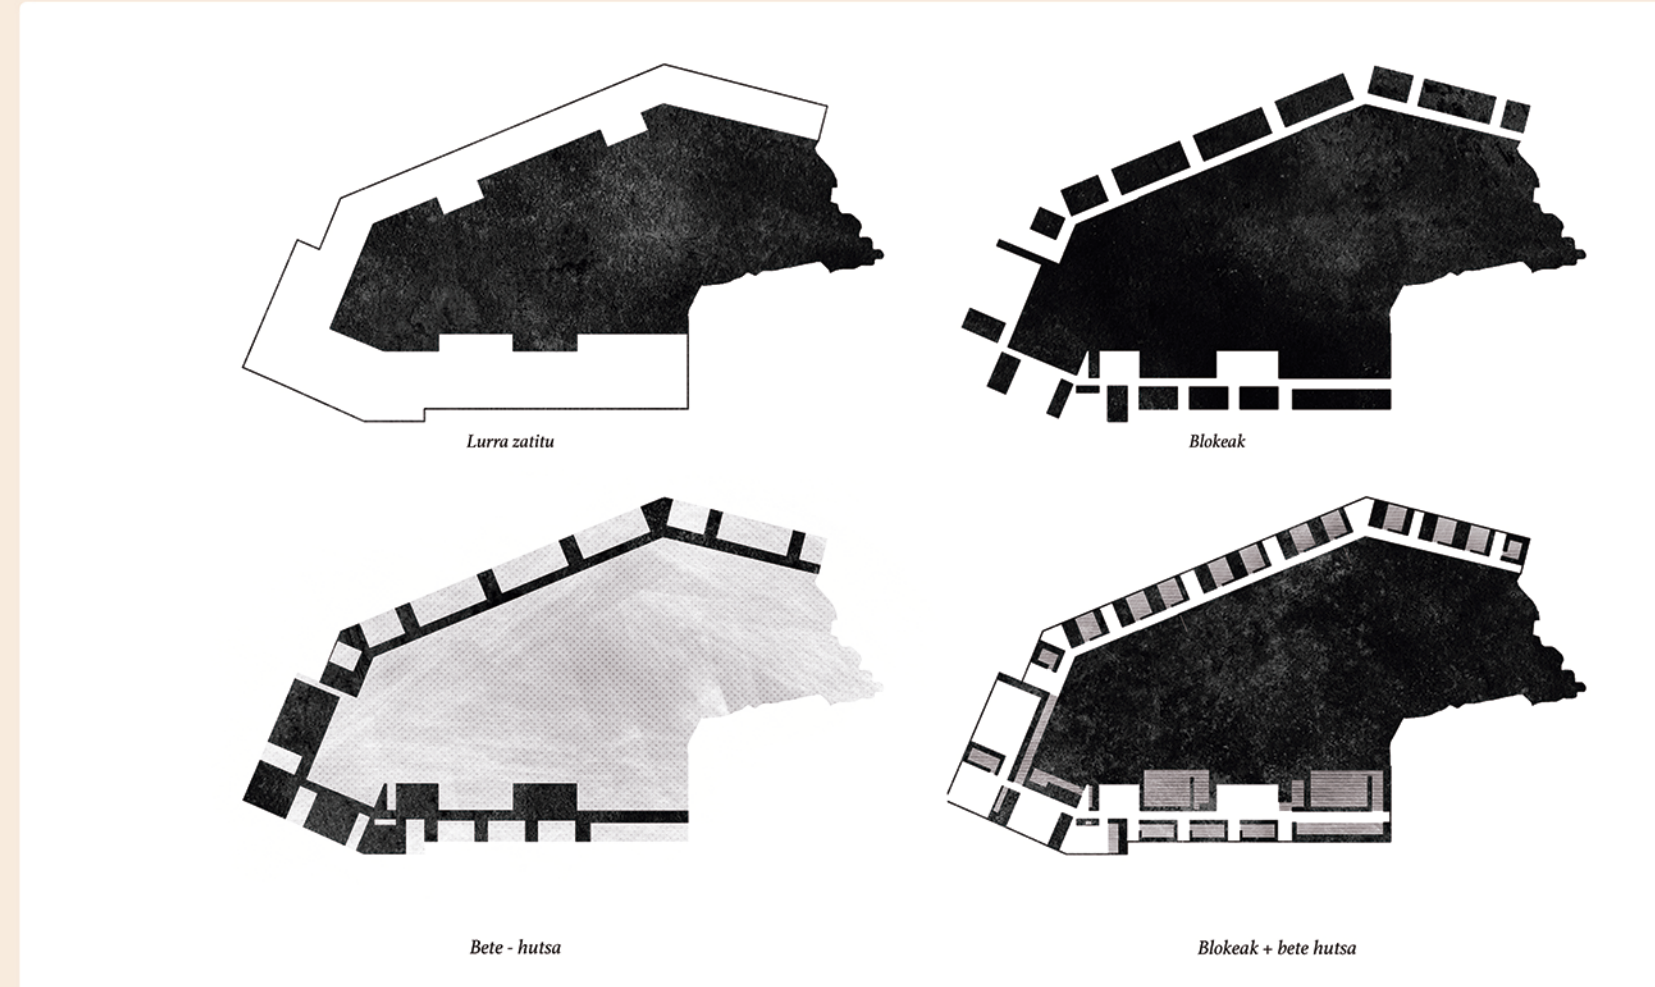 Lurra zatitu
Blokeak
Bete - hutsa
Blokeak + bete hutsa